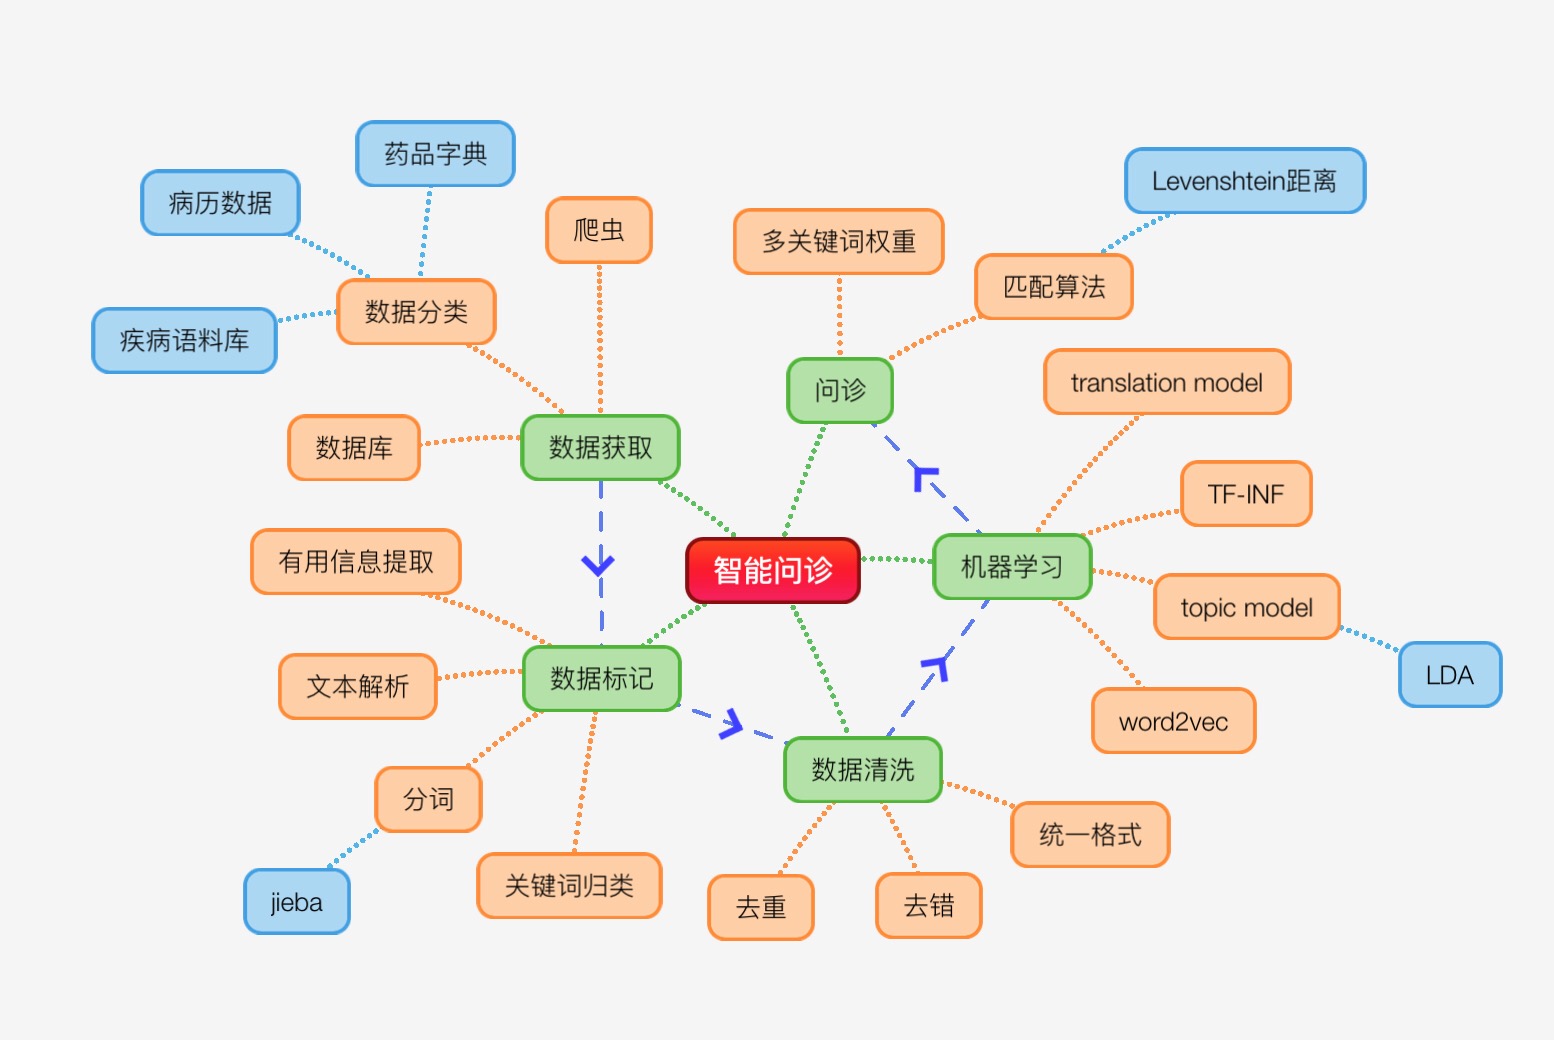 药品字典
病历数据
爬虫
Levenshtein距离
多关键词权重
匹配算法
数据分类
疾病语料库
问诊
translation model
数据库
数据获取
TF-INF
有用信息提取
智能问诊
机器学习
topic model
文本解析
数据标记
LDA
word2vec
数据清洗
分词
统一格式
jieba
关键词归类
去重
去错